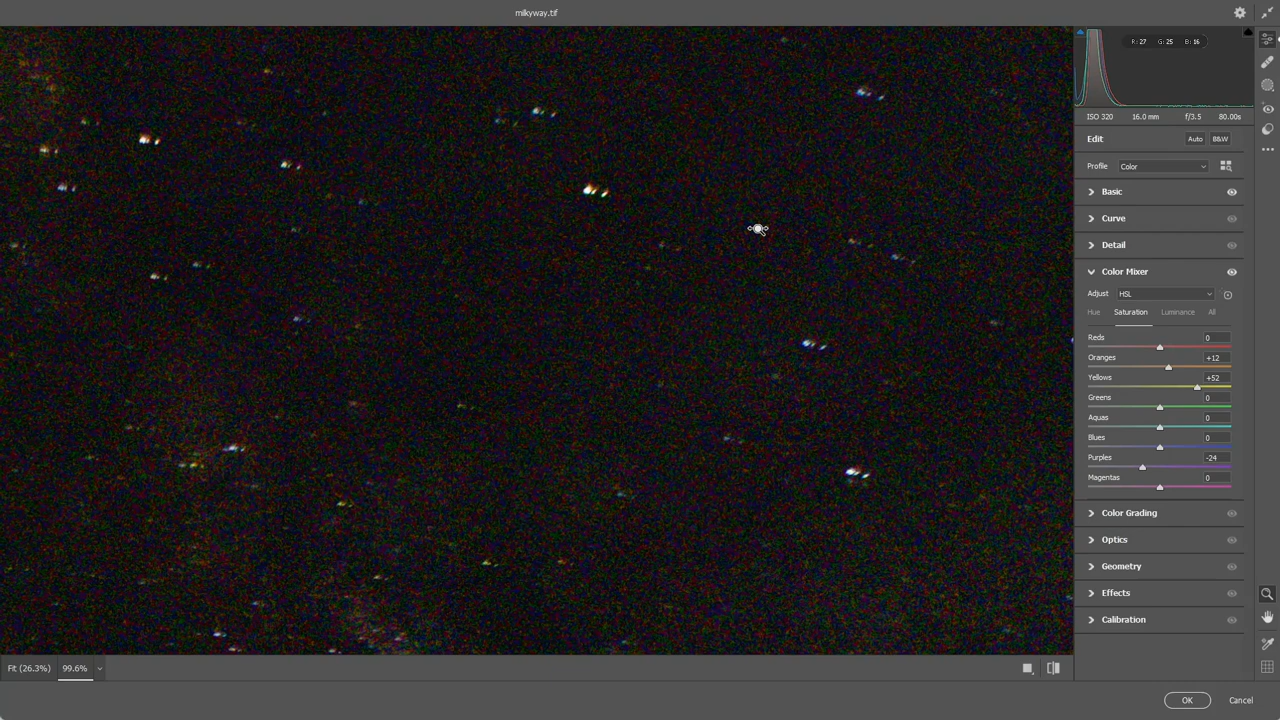 milkyway.tif
R: 27 G: 25 B: 16
ISO 320 16.0 mm f/3.5 80.00s
Edit Auto B&W
Profile Color
Basic
Curve
Detail
Color Mixer
Adjust HSL
Hue Saturation Luminance All
Reds 0
Oranges +12
Yellows +52
Greens 0
Aquas 0
Blues 0
Purples -24
Magentas 0
Color Grading
Optics
Geometry
Effects
Calibration
Fit (26.3%) 99.6%
OK Cancel